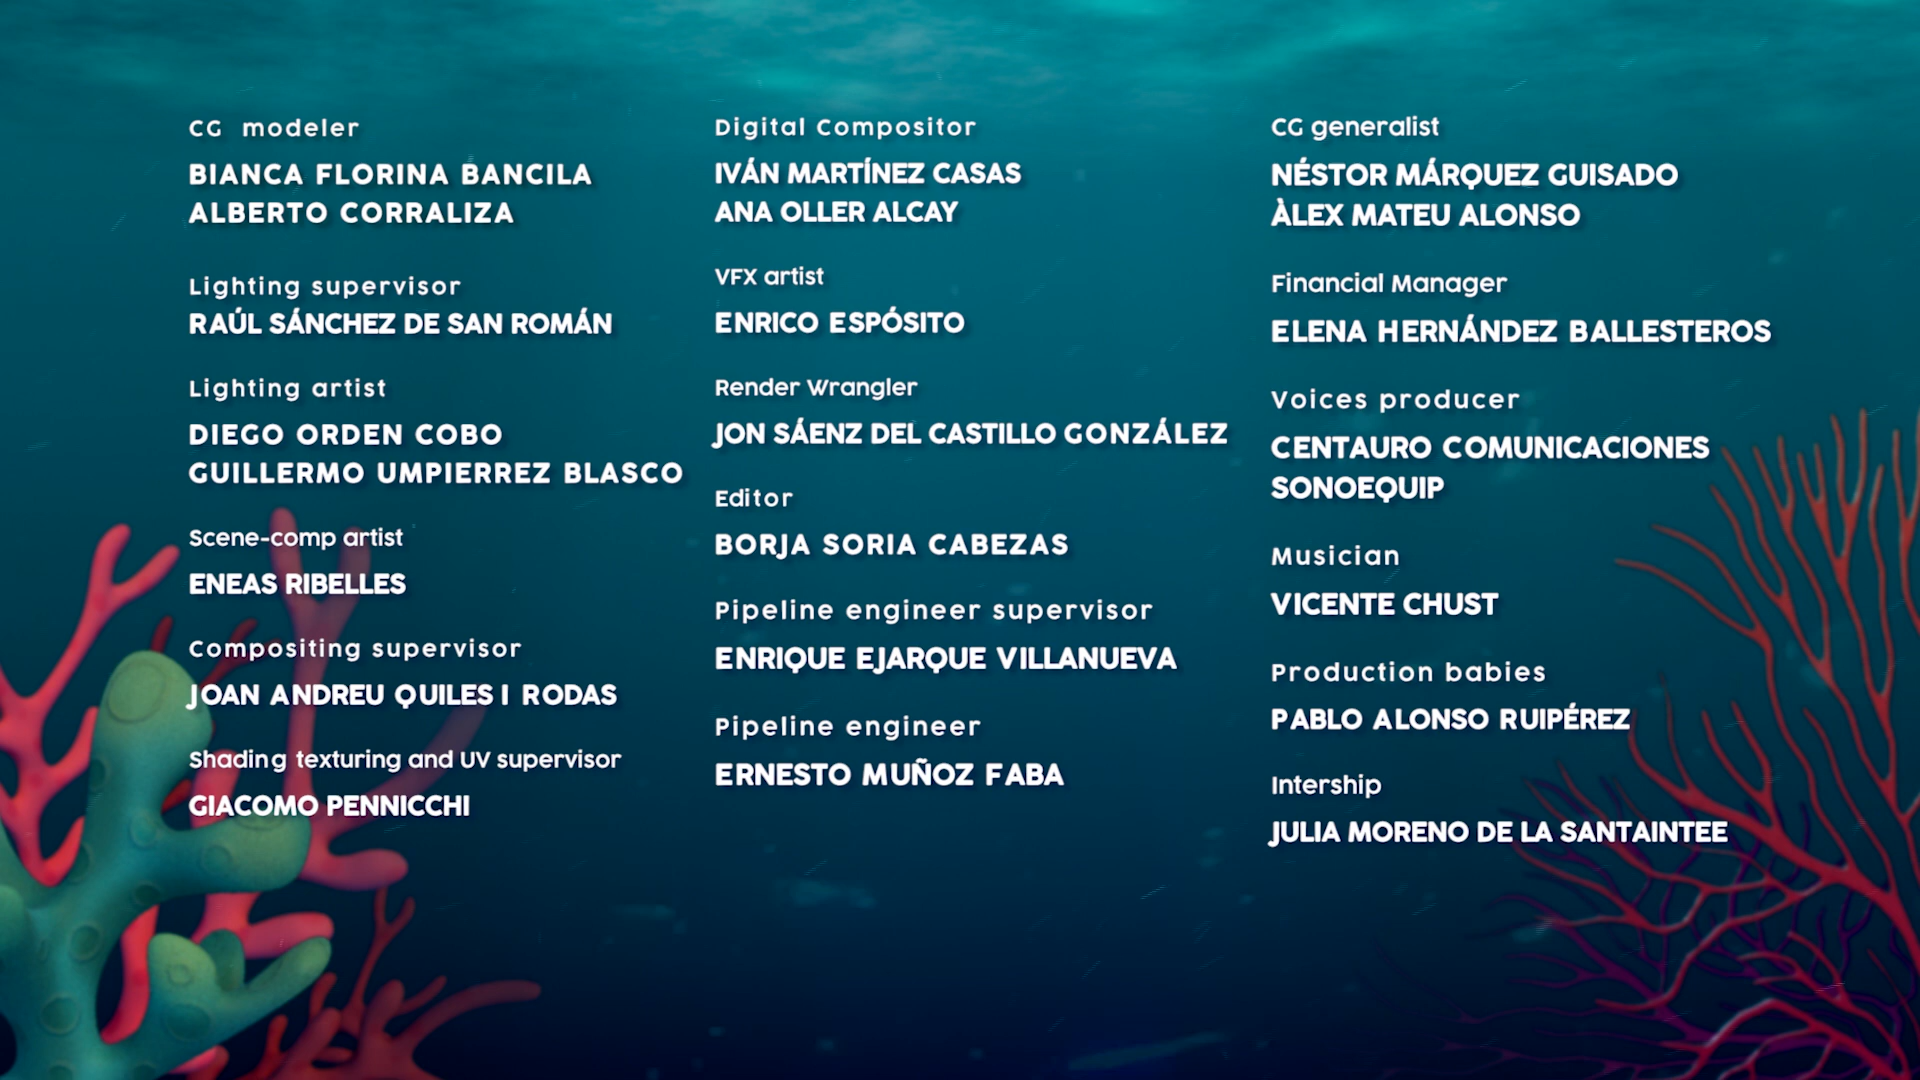 CG modeler
BIANCA FLORINA BANCILA
ALBERTO CORRALIZA
Lighting supervisor
RAÚL SÁNCHEZ DE SAN ROMÁN
Lighting artist
DIEGO ORDEN COBO
GUILLERMO UMPIERREZ BLASCO
Scene-comp artist
ENEAS RIBELLES
Compositing supervisor
JOAN ANDREU QUILES I RODAS
Shading texturing and UV supervisor
GIACOMO PENNICCHI
Digital Compositor
IVÁN MARTÍNEZ CASAS
ANA OLLER ALCAY
VFX artist
ENRICO ESPÓSITO
Render Wrangler
JON SÁENZ DEL CASTILLO GONZÁLEZ
Editor
BORJA SORIA CABEZAS
Pipeline engineer supervisor
ENRIQUE EJARQUE VILLANUEVA
Pipeline engineer
ERNESTO MUÑOZ FABA
CG generalist
NÉSTOR MÁRQUEZ GUISADO
ÀLEX MATEU ALONSO
Financial Manager
ELENA HERNÁNDEZ BALLESTEROS
Voices producer
CENTAURO COMUNICACIONES
SONOEQUIP
Musician
VICENTE CHUST
Production babies
PABLO ALONSO RUIPÉREZ
Intership
JULIA MORENO DE LA SANTAINTEE